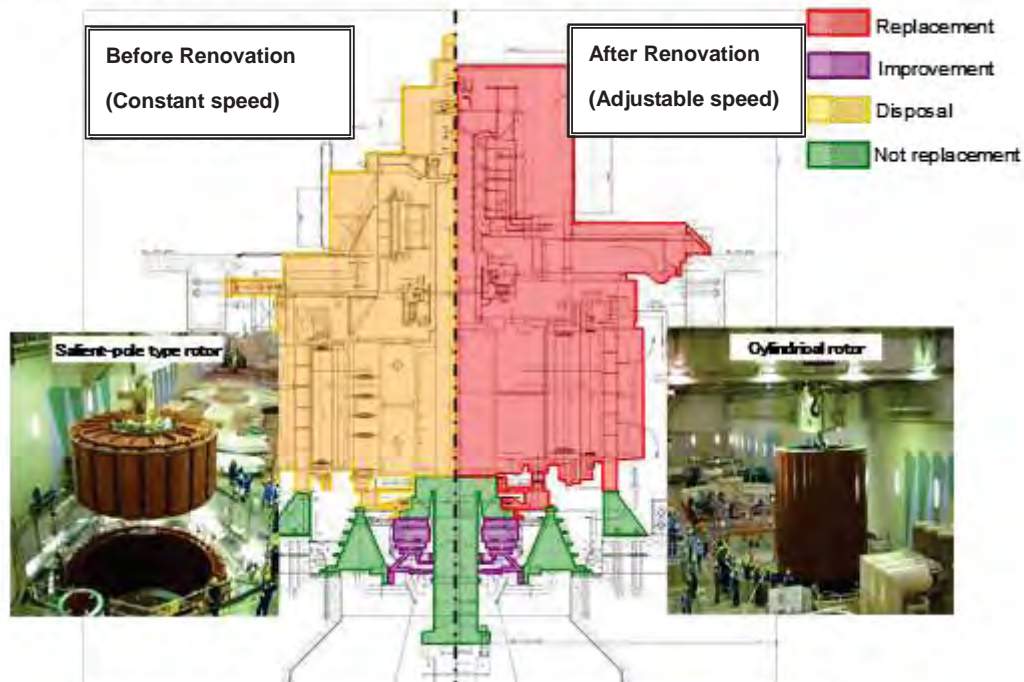 Before Renovation
(Constant speed)
After Renovation
(Adjustable speed)
Replacement
Improvement
Disposal
Not replacement
Salient-pole type rotor
Cylindrical rotor